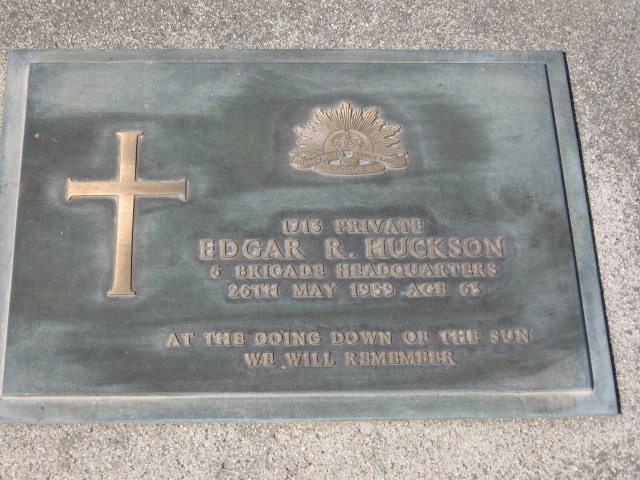 1713 PRIVATE
EDGAR R. HUCKSON
6 BRIGADE HEADQUARTERS
26TH MAY 1959 AGE 63
AT THE GOING DOWN OF THE SUN
WE WILL REMEMBER